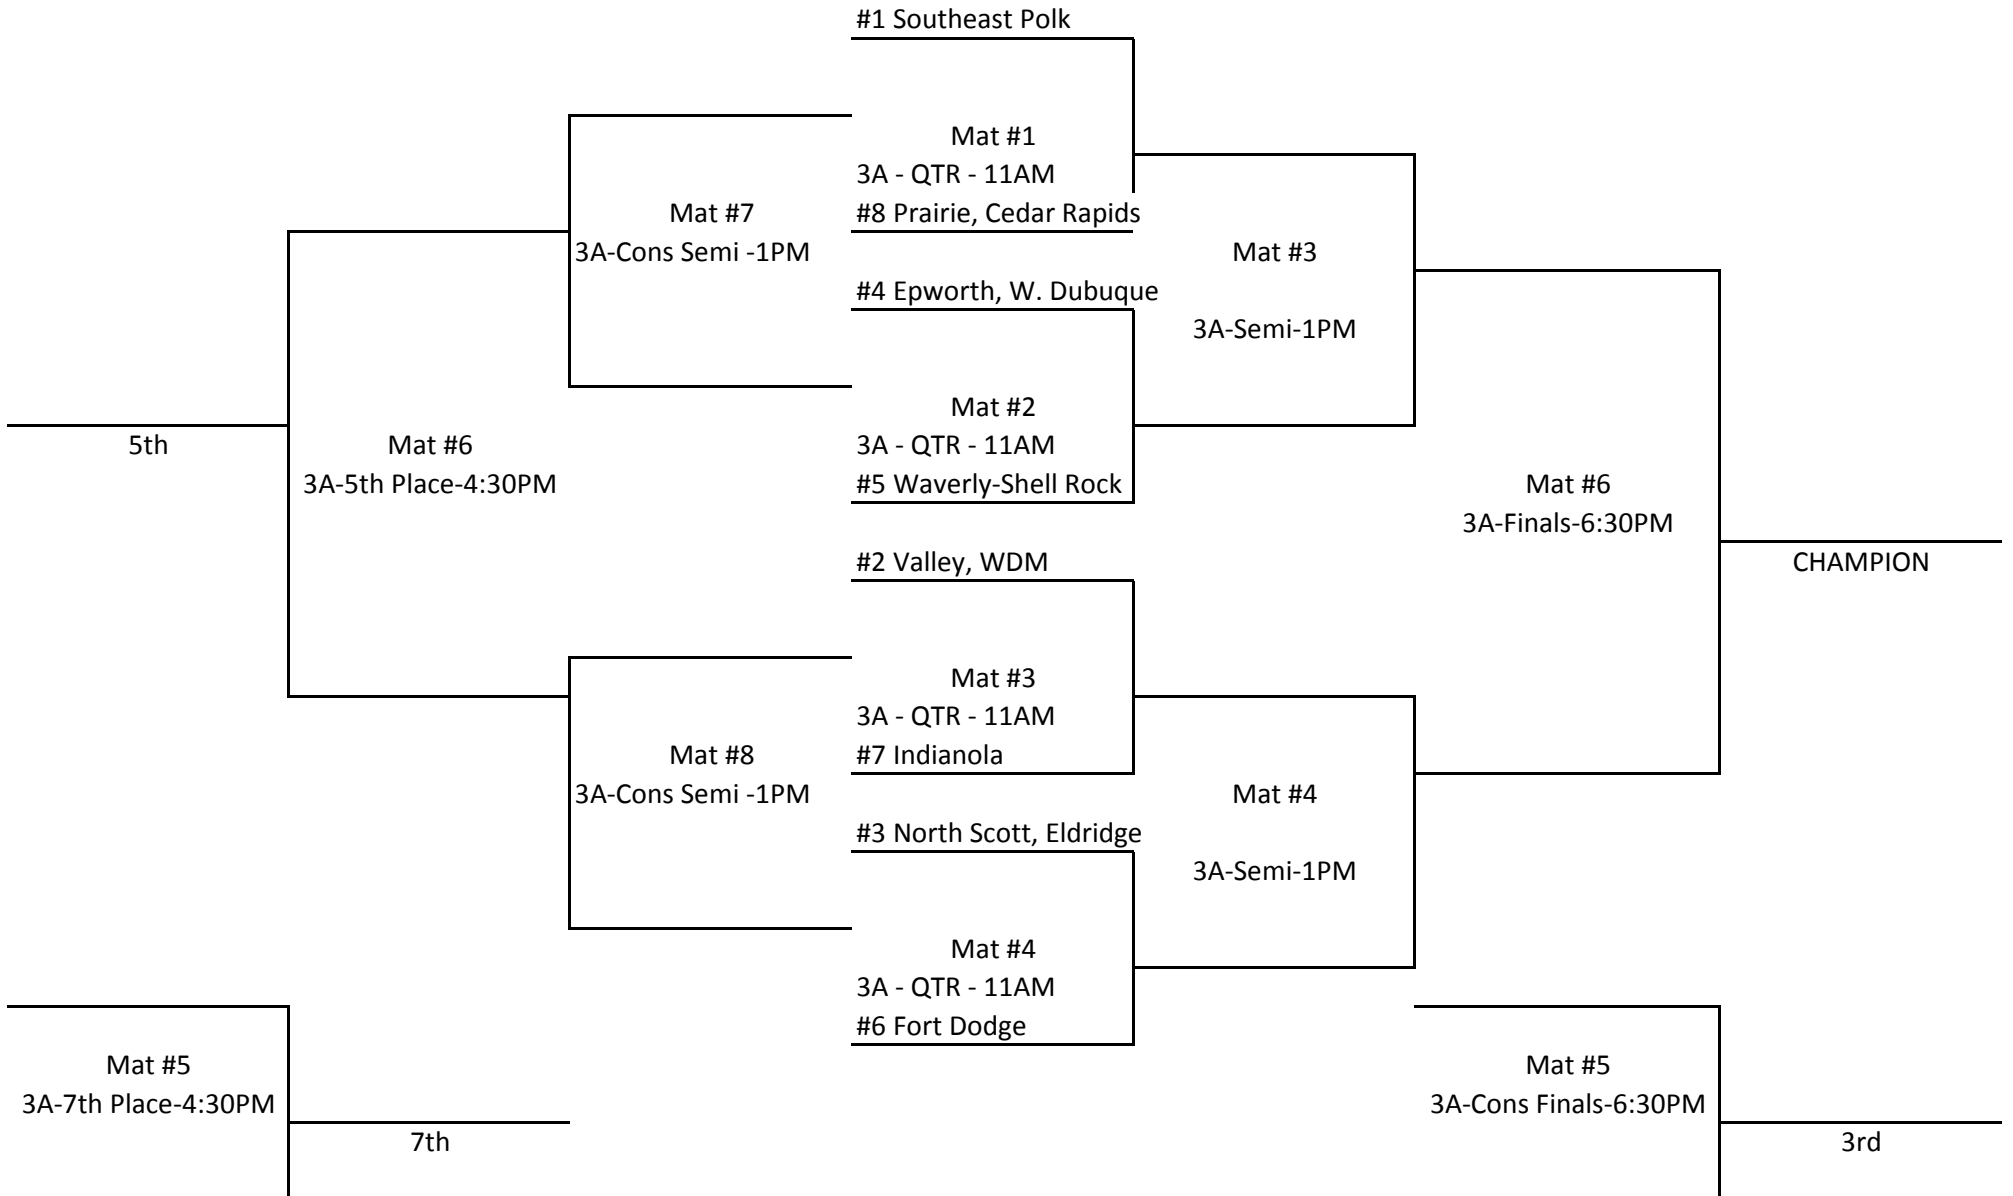 #1 Southeast Polk
Mat #1
3A - QTR - 11AM
#8 Prairie, Cedar Rapids
Mat #7
3A-Cons Semi -1PM
#4 Epworth, W. Dubuque
Mat #3
3A-Semi-1PM
Mat #2
3A - QTR - 11AM
#5 Waverly-Shell Rock
5th
Mat #6
3A-5th Place-4:30PM
Mat #6
3A-Finals-6:30PM
CHAMPION
#2 Valley, WDM
Mat #3
3A - QTR - 11AM
#7 Indianola
Mat #8
3A-Cons Semi -1PM
#3 North Scott, Eldridge
Mat #4
3A-Semi-1PM
Mat #4
3A - QTR - 11AM
#6 Fort Dodge
Mat #5
3A-7th Place-4:30PM
7th
Mat #5
3A-Cons Finals-6:30PM
3rd